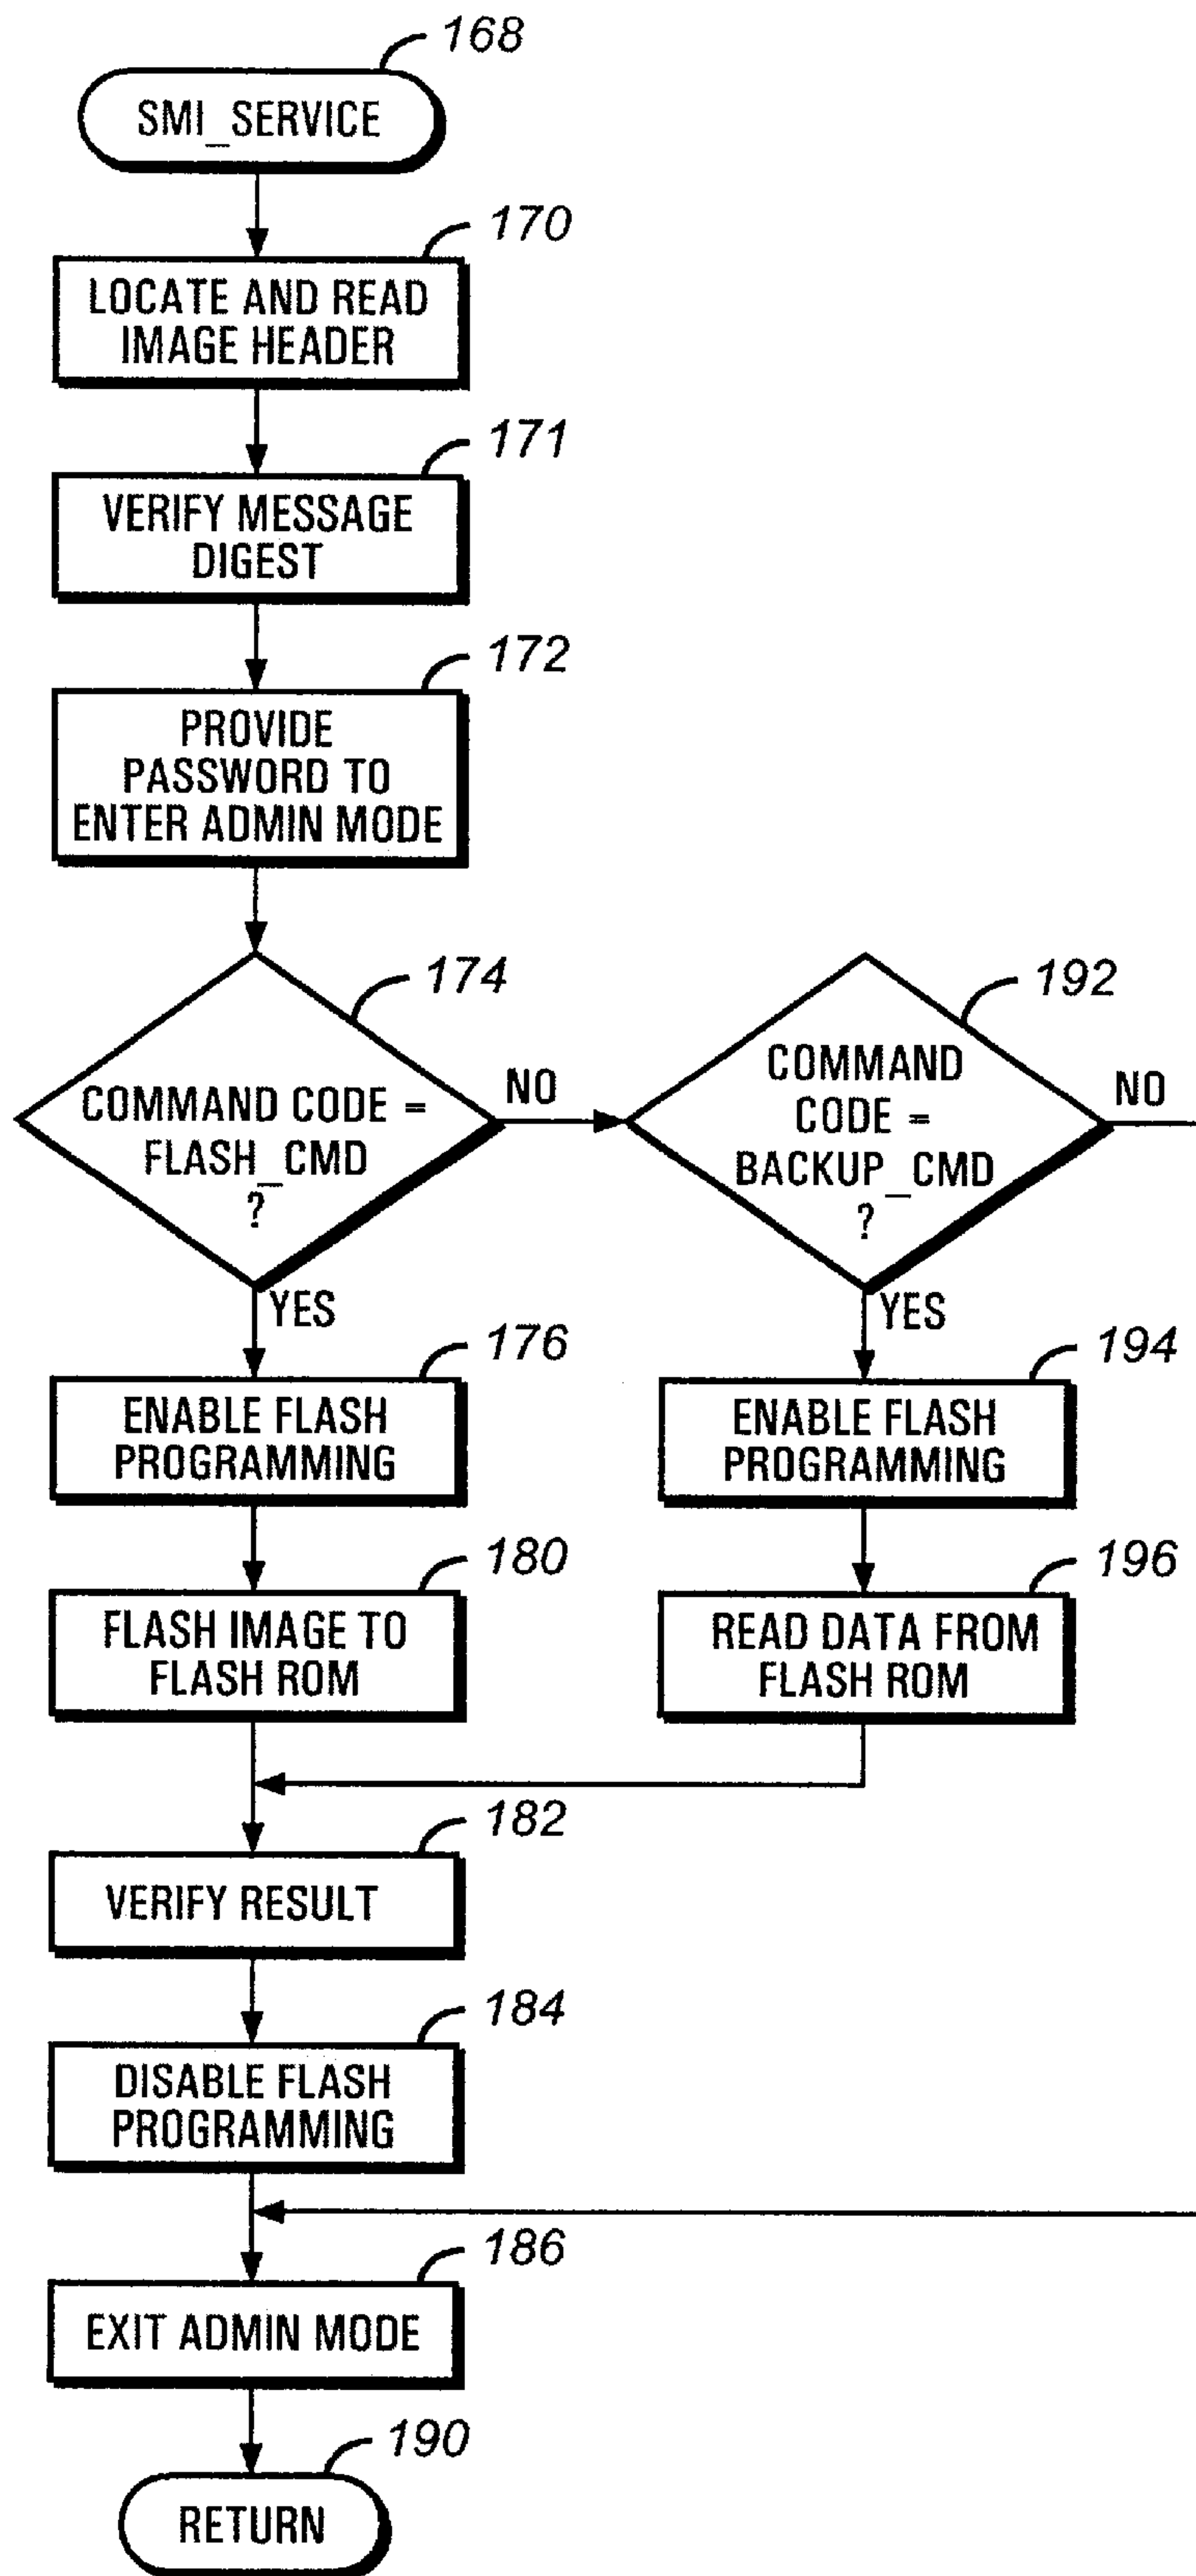 168
SMI_SERVICE
170
LOCATE AND READ
IMAGE HEADER
171
VERIFY MESSAGE
DIGEST
172
PROVIDE
PASSWORD TO
ENTER ADMIN MODE
174
COMMAND CODE =
FLASH_CMD
?
NO
YES
192
COMMAND
CODE =
BACKUP_CMD
?
NO
YES
176
ENABLE FLASH
PROGRAMMING
194
ENABLE FLASH
PROGRAMMING
180
FLASH IMAGE TO
FLASH ROM
196
READ DATA FROM
FLASH ROM
182
VERIFY RESULT
184
DISABLE FLASH
PROGRAMMING
186
EXIT ADMIN MODE
190
RETURN